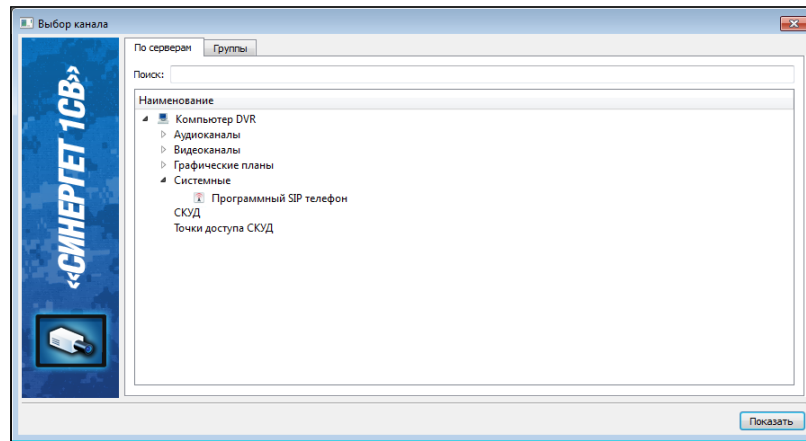 Выбор канала
По серверам
Группы
Поиск:
Наименование
Компьютер DVR
Аудиоканалы
Видеоканалы
Графические планы
Системные
Программный SIP телефон
СКУД
Точки доступа СКУД
«СИНЕРГЕТ 1СВ»
Показать